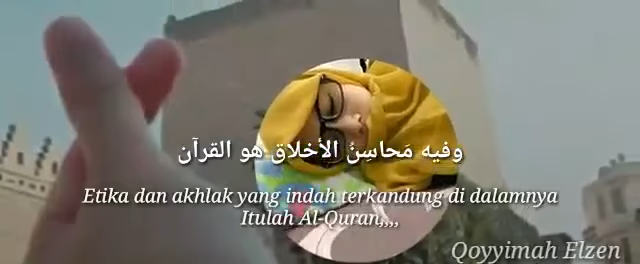 وفيه مَحاسِنُ الأخلاق هو القرآن
Etika dan akhlak yang indah terkandung di dalamnya
Itulah Al-Quran,,,,
Qoyyimah Elzen